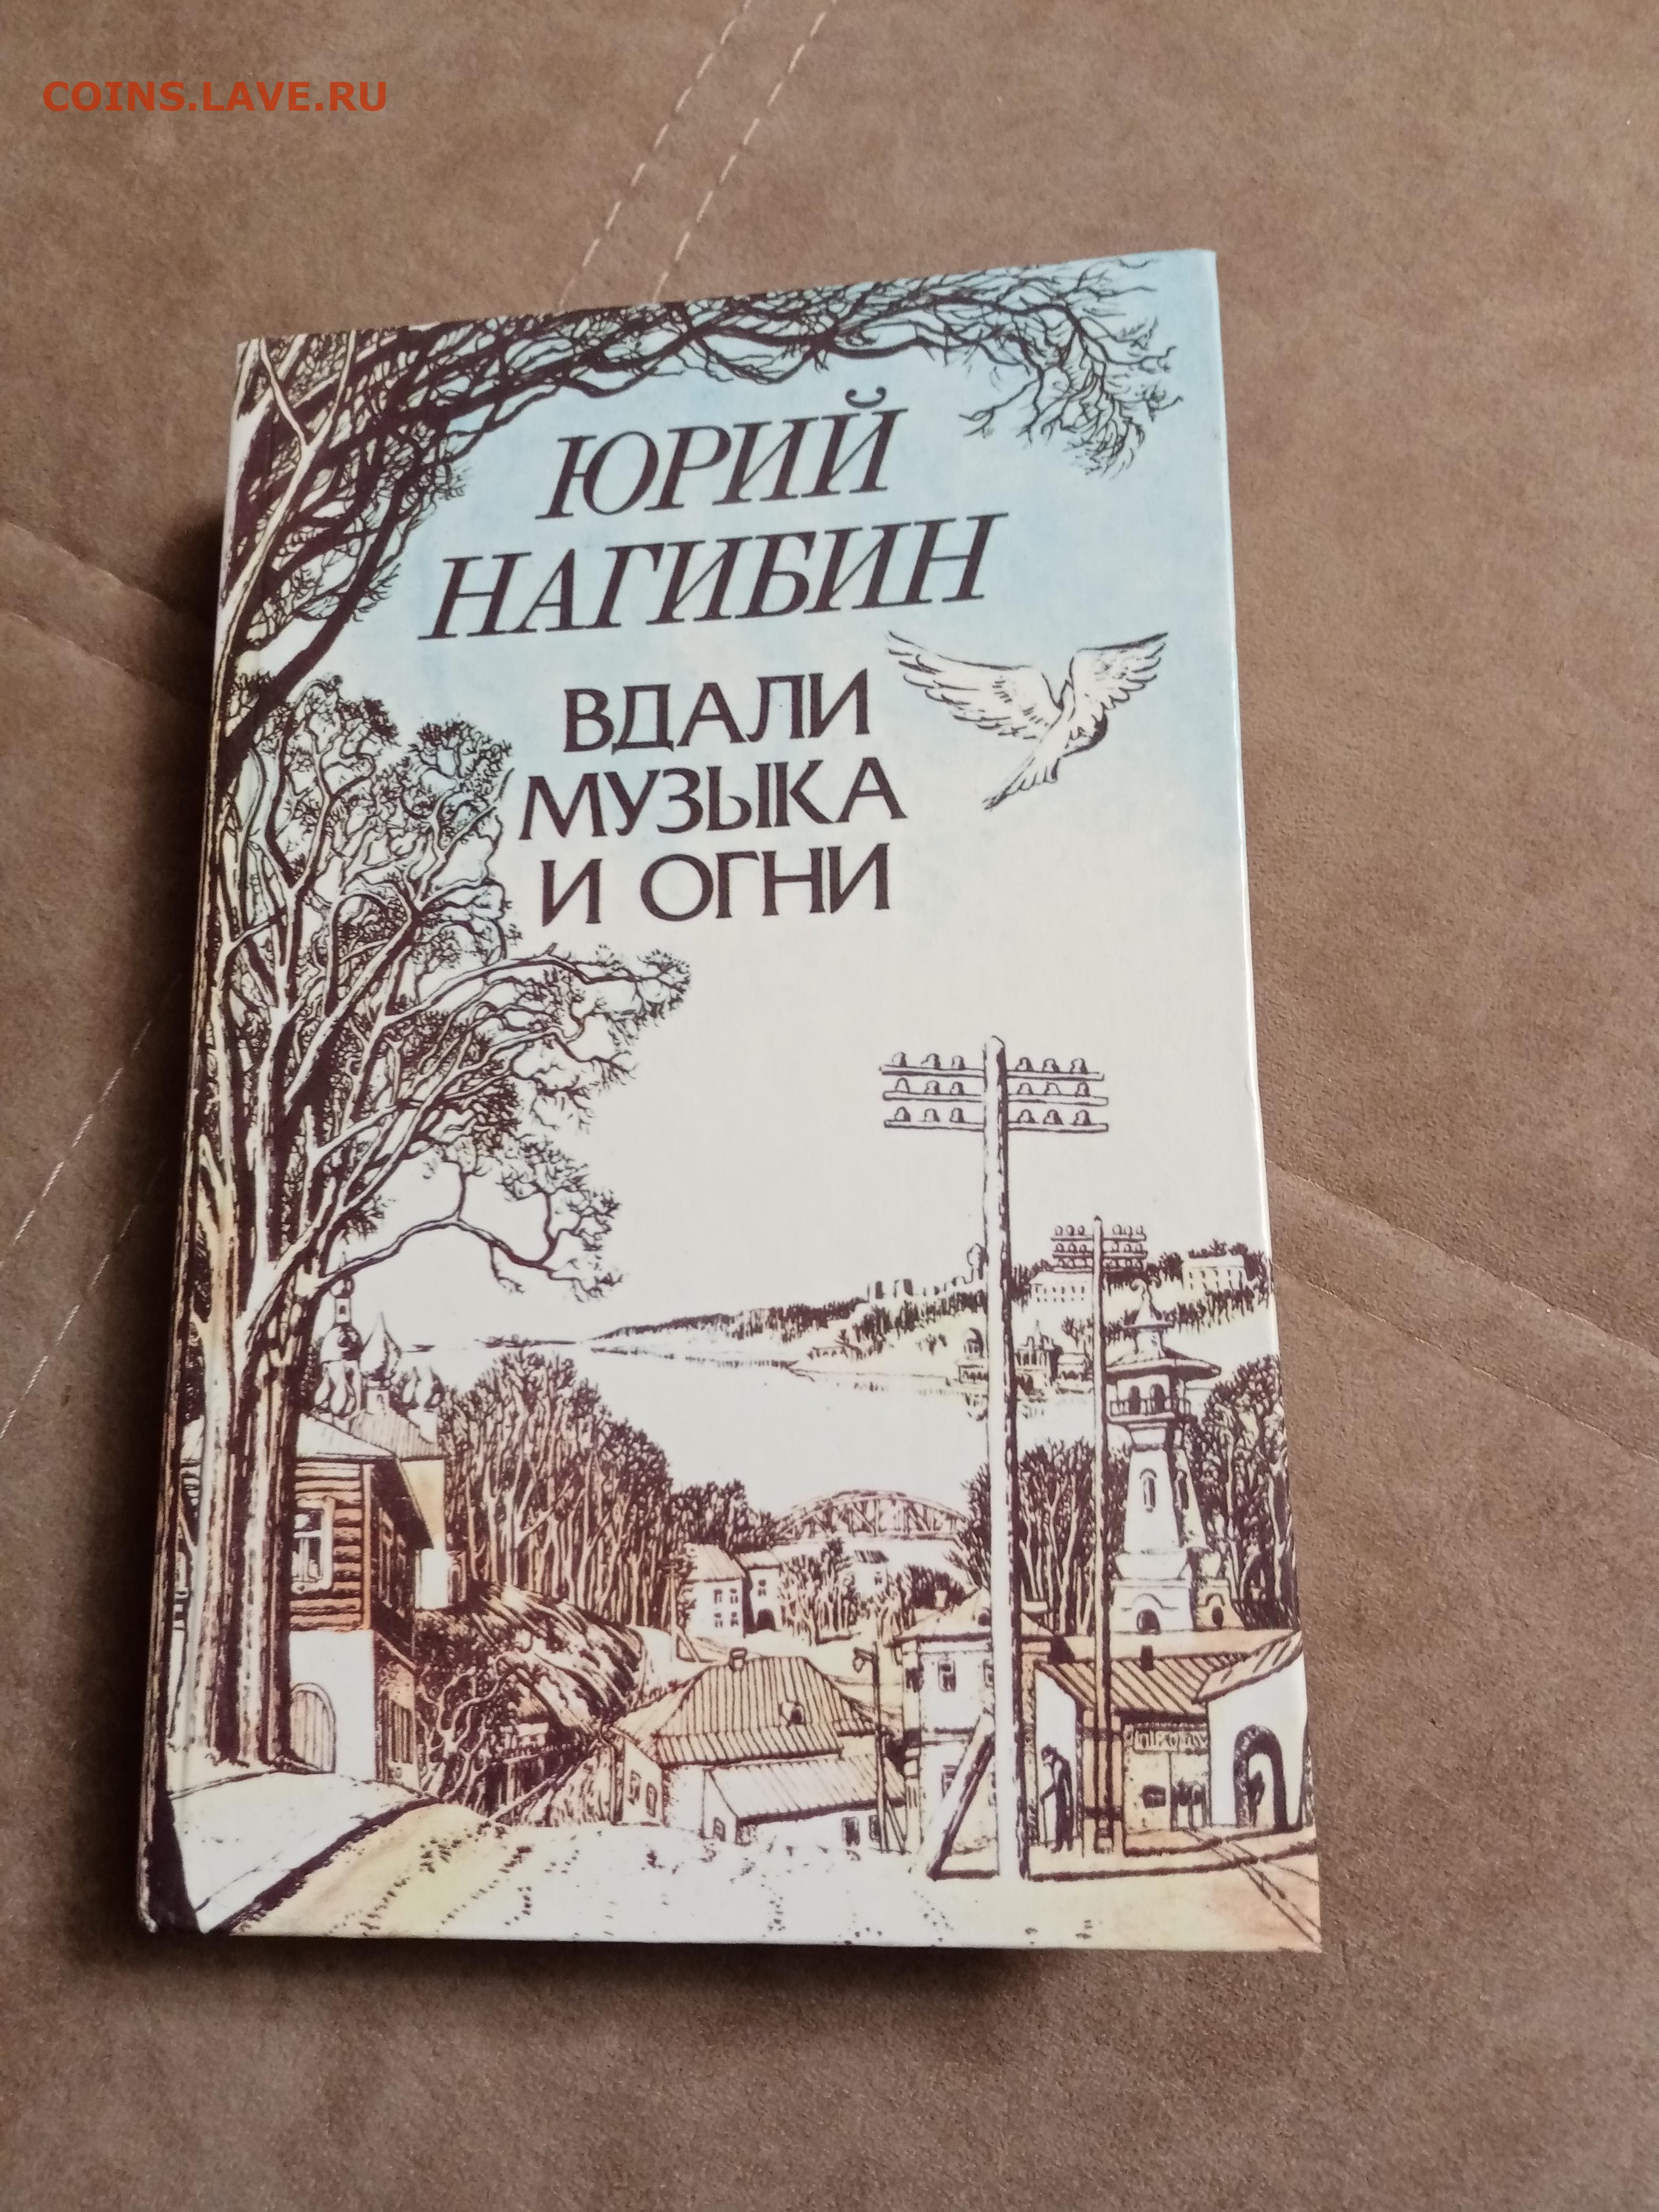 COINS.LAVE.RU
ЮРИЙ
НАГИБИН
ВДАЛИ
МУЗЫКА
И ОГНИ